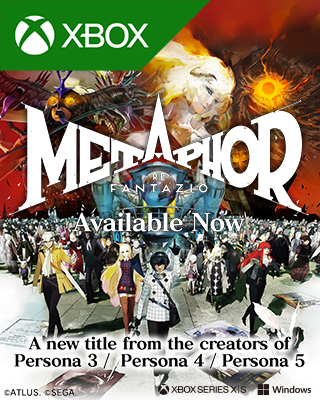 XBOX
METAPHOR
RE
FANTAZIO
Available Now
A new title from the creators of
Persona 3 / Persona 4 / Persona 5
©ATLUS. ©SEGA.
XBOX SERIES X|S
Windows